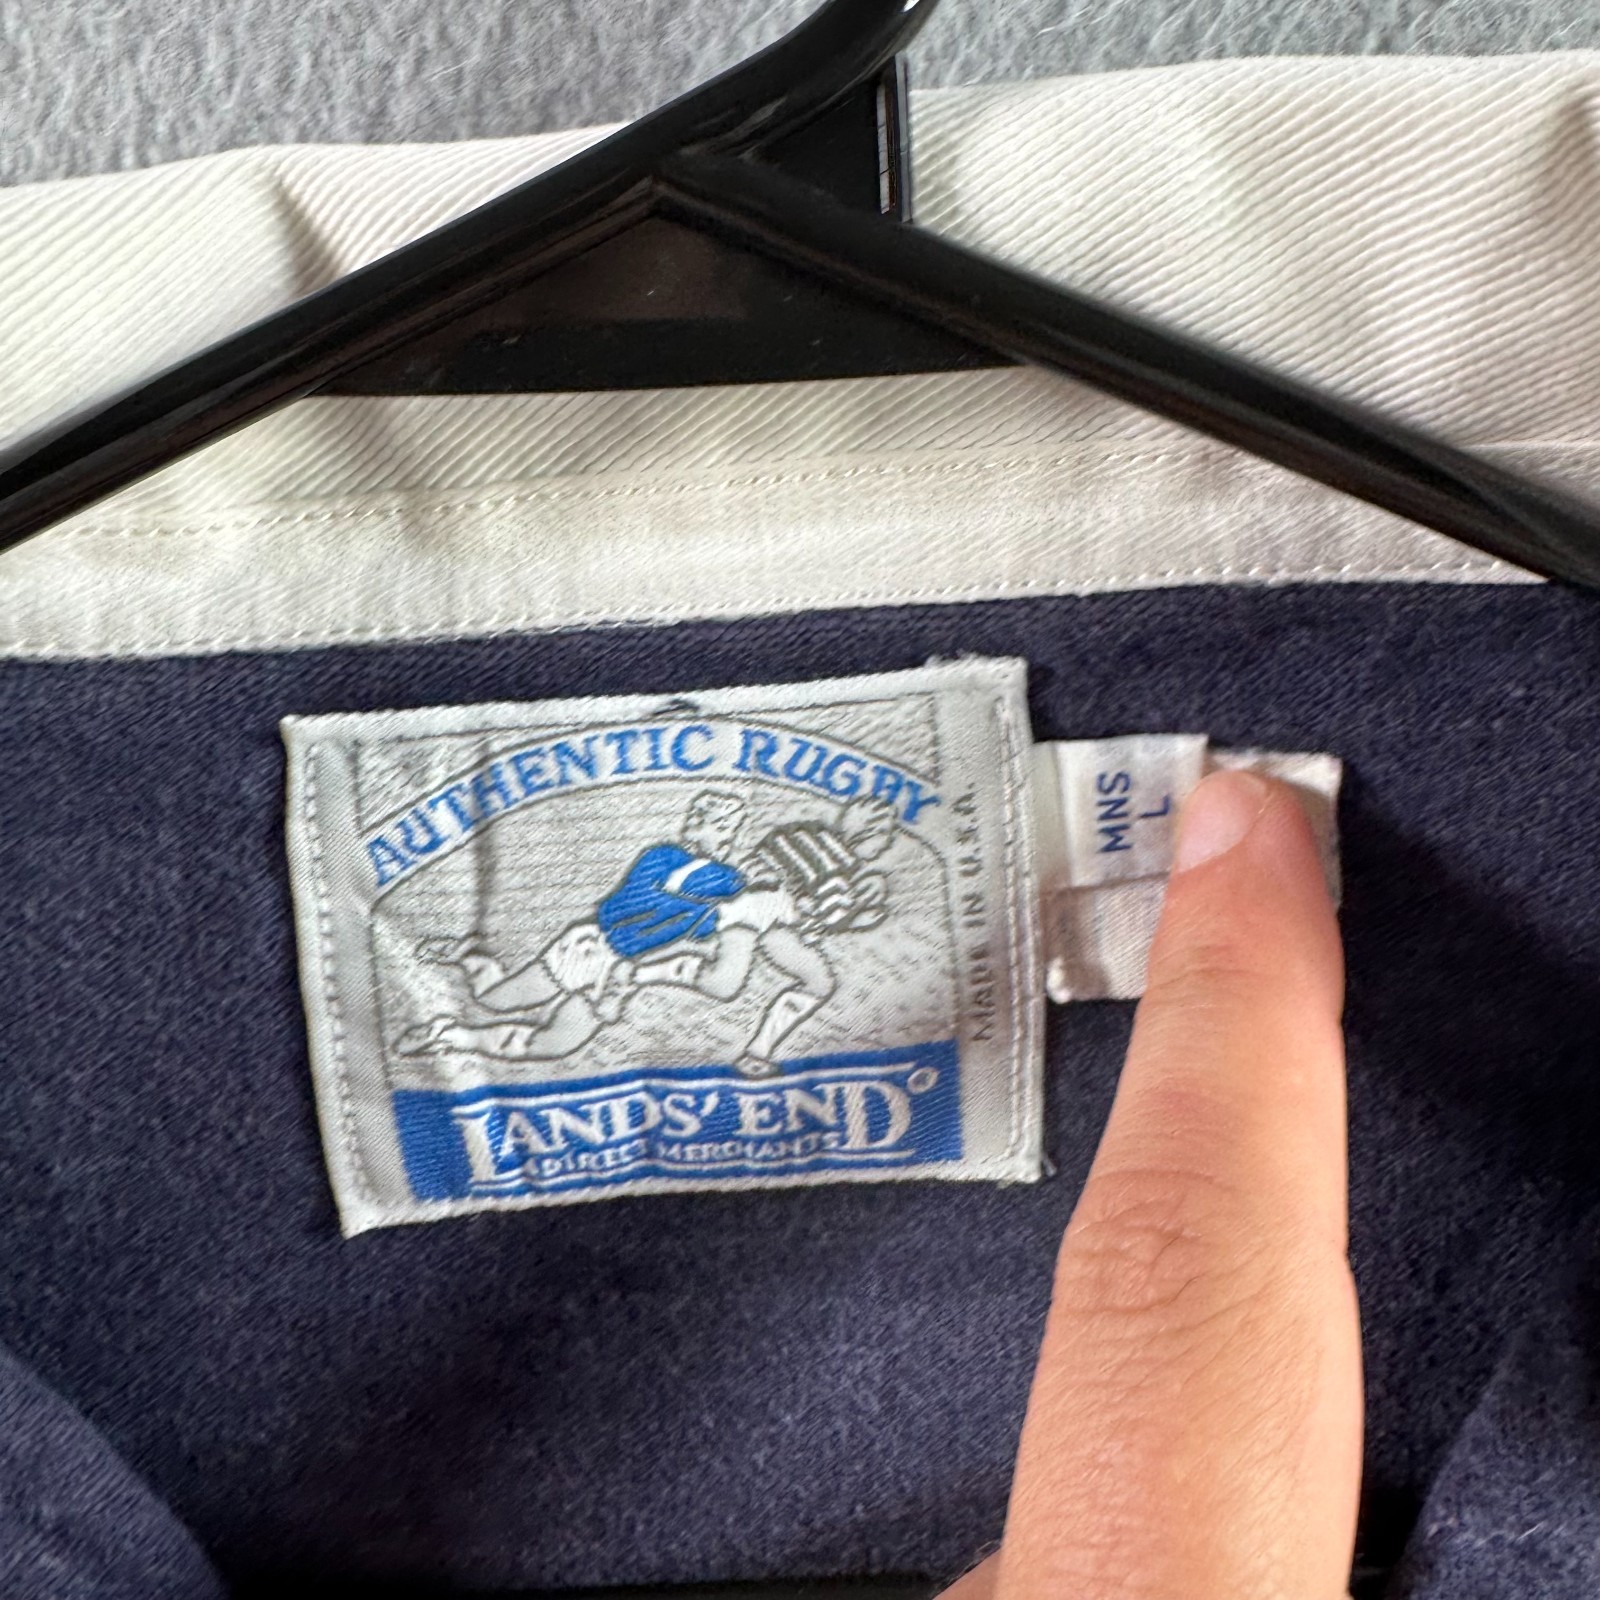 AUTHENTIC RUGBY
MADE IN U.S.A.
LANDS' END®
DIRECT MERCHANTS
MNS
L